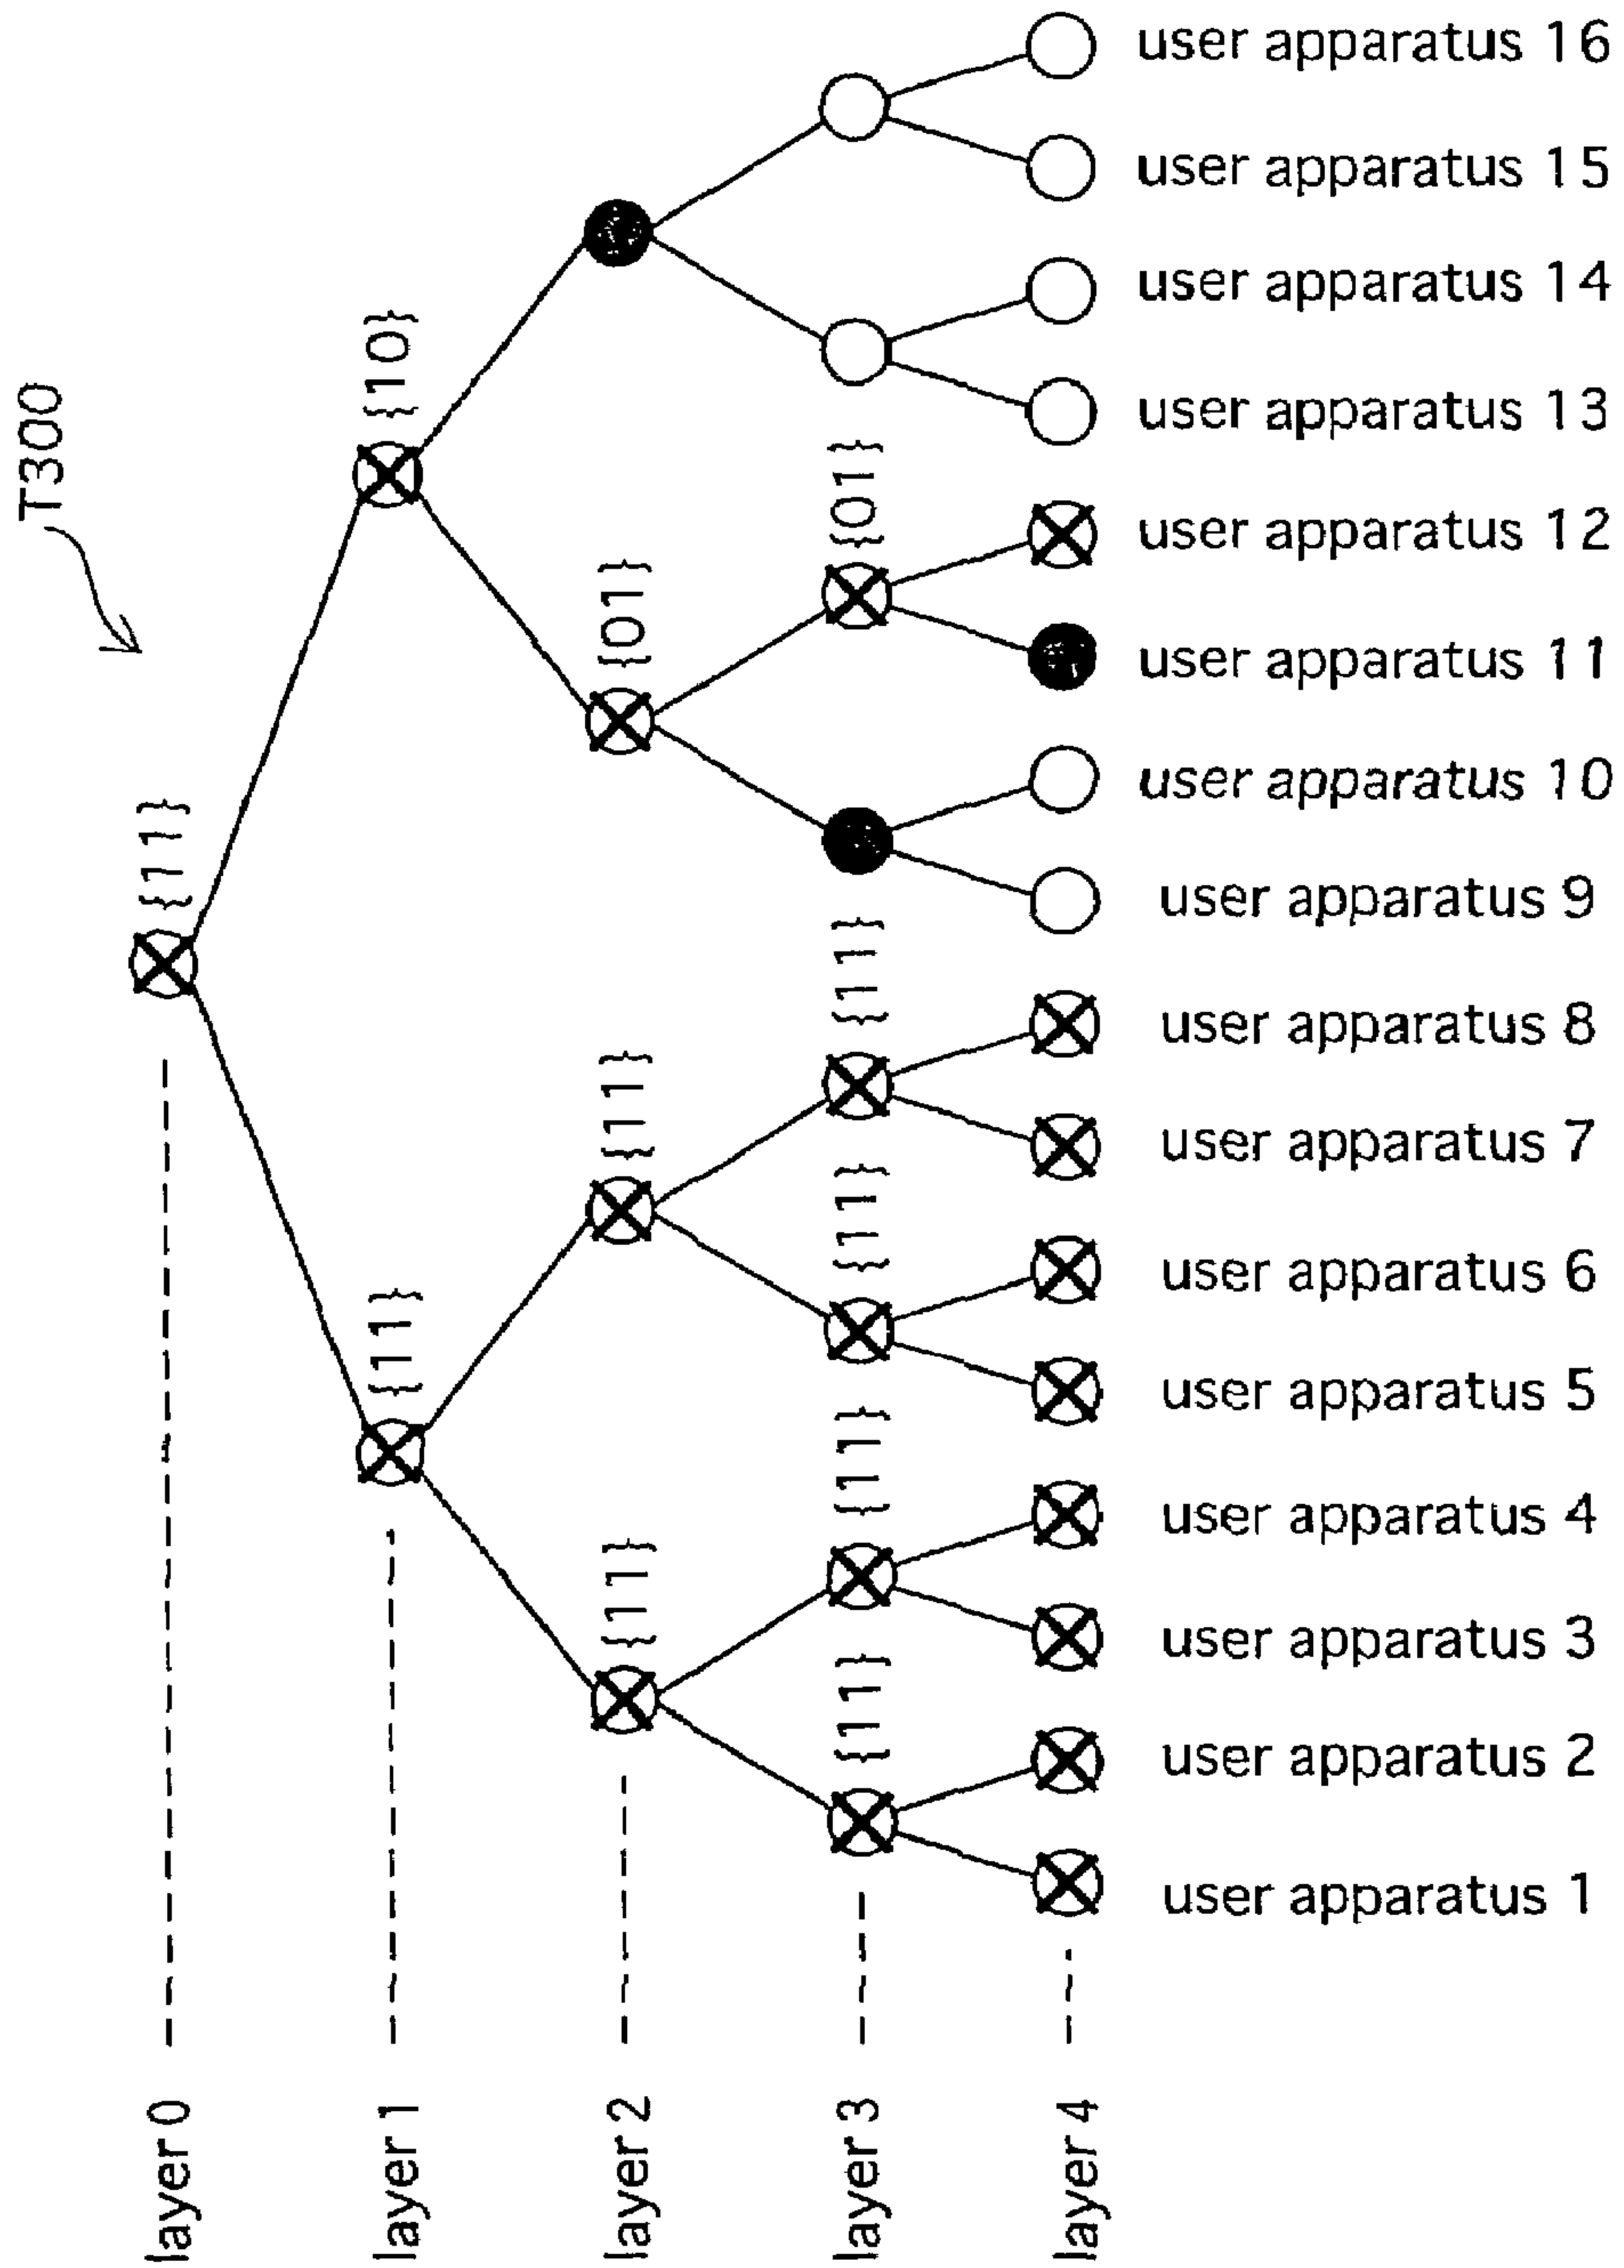 T300
{11}
{11}
{10}
{11}
{11}
{01}
{11}
{11}
{11}
{11}
{01}
layer 0
layer 1
layer 2
layer 3
layer 4
user apparatus 1
user apparatus 2
user apparatus 3
user apparatus 4
user apparatus 5
user apparatus 6
user apparatus 7
user apparatus 8
user apparatus 9
user apparatus 10
user apparatus 11
user apparatus 12
user apparatus 13
user apparatus 14
user apparatus 15
user apparatus 16